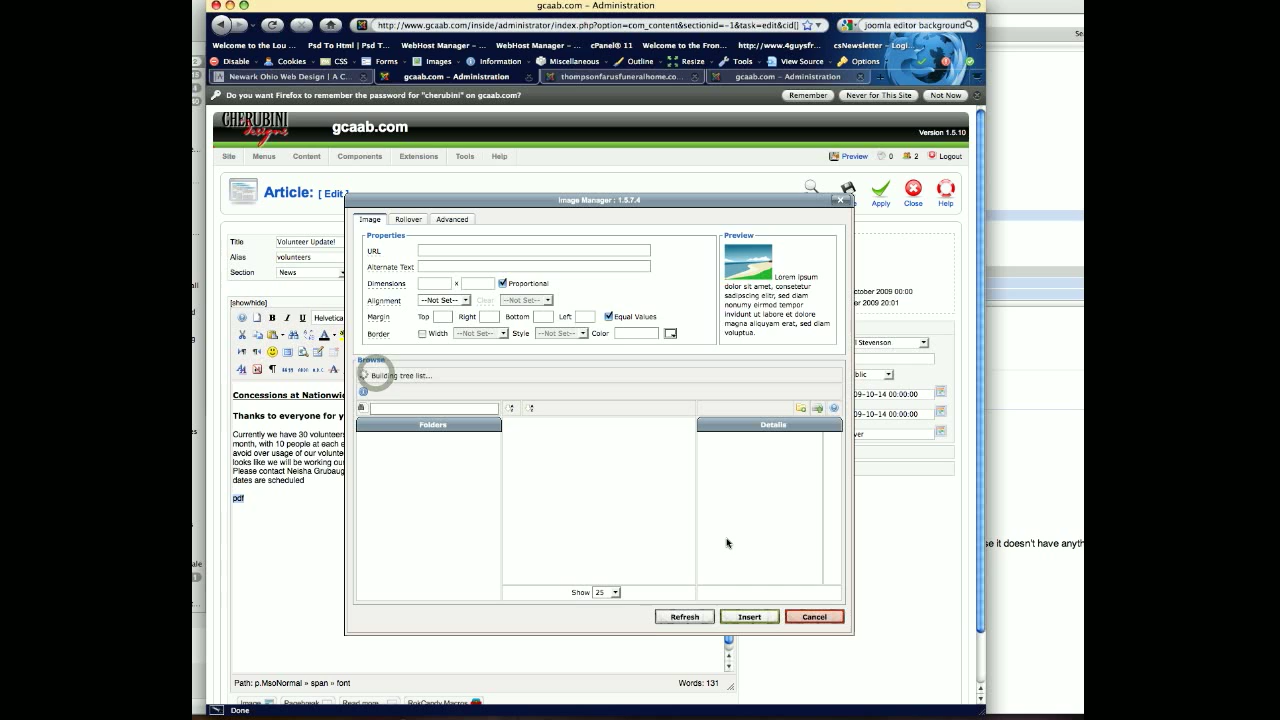 gcaab.com - Administration
http://www.gcaab.com/inside/administrator/index.php?option=com_content&sectionid=-1&task=edit&cid[] joomla editor background
Welcome to the Lou ... Psd To Html | Psd T... WebHost Manager - ... WebHost Manager - ... cPanel® 11 Welcome to the Fron... http://www.4guysfr... csNewsletter - Logi...
Disable Cookies CSS Forms Images Information Miscellaneous Outline Resize Tools View Source Options
Newark Ohio Web Design | A C... gcaab.com - Administration thompsonfarusfuneralhome.co... gcaab.com - Administration
Do you want Firefox to remember the password for "cherubini" on gcaab.com? Remember Never for This Site Not Now
CHERUBINI
designs
gcaab.com
Version 1.5.10
Site Menus Content Components Extensions Tools Help Preview 0 2 Logout
Article: [ Edit ]
Apply Close Help
Image Manager : 1.5.7.4
Image Rollover Advanced
Title Volunteer Update!
Alias volunteers
Section News
[show/hide]
Helvetica
Properties
URL
Alternate Text
Dimensions x Proportional
Alignment --Not Set-- Clear --Not Set--
Margin Top Right Bottom Left Equal Values
Border Width --Not Set-- Style --Not Set-- Color
Preview
Lorem ipsum
dolor sit amet, consetetur
sadipscing elitr, sed diam
nonumy eirmod tempor
invidunt ut labore et dolore
magna aliquyam erat, sed diam
voluptua.
ctober 2009 00:00
er 2009 20:01
l Stevenson
blic
09-10-14 00:00:00
09-10-14 00:00:00
ver
Browse
Building tree list...
Folders Details
Show 25
Refresh Insert Cancel
Concessions at Nationwi
Thanks to everyone for y
Currently we have 30 volunteers
month, with 10 people at each e
avoid over usage of our volunte
looks like we will be working ou
Please contact Neisha Grubaug
dates are scheduled
pdf
se it doesn't have anyth
Path: p.MsoNormal » span » font Words: 131
Image Pagebreak Read more... RokCandy Macros
Done